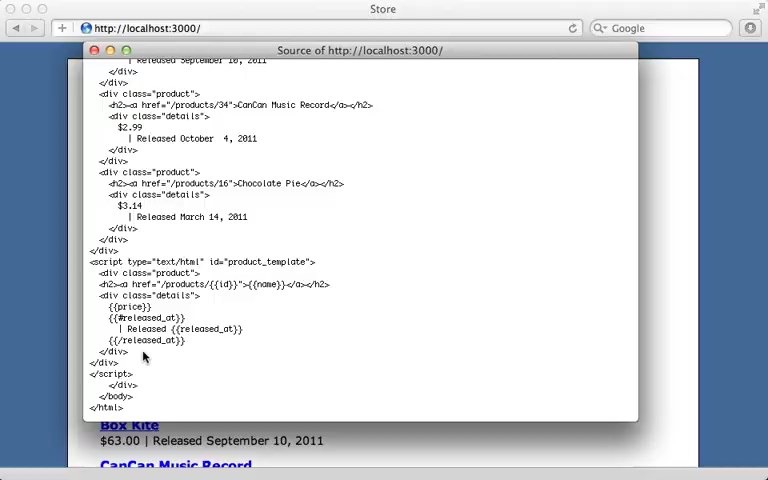 Store
http://localhost:3000/
Google
Source of http://localhost:3000/
| Released September 10, 2011
</div>
</div>
<div class="product">
<h2><a href="/products/34">CanCan Music Record</a></h2>
<div class="details">
$2.99
| Released October  4, 2011
</div>
</div>
<div class="product">
<h2><a href="/products/16">Chocolate Pie</a></h2>
<div class="details">
$3.14
| Released March 14, 2011
</div>
</div>
</div>
<script type="text/html" id="product_template">
<div class="product">
<h2><a href="/products/{{id}}">{{name}}</a></h2>
<div class="details">
{{price}}
{{#released_at}}
| Released {{released_at}}
{{/released_at}}
</div>
</div>
</script>
</div>
</body>
</html>
Box Kite
$63.00 | Released September 10, 2011
CanCan Music Record